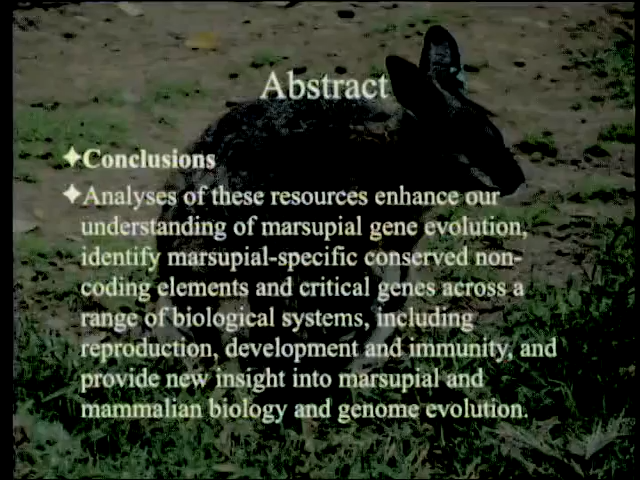 Abstract
✦Conclusions
✦Analyses of these resources enhance our
understanding of marsupial gene evolution,
identify marsupial-specific conserved non-
coding elements and critical genes across a
range of biological systems, including
reproduction, development and immunity, and
provide new insight into marsupial and
mammalian biology and genome evolution.